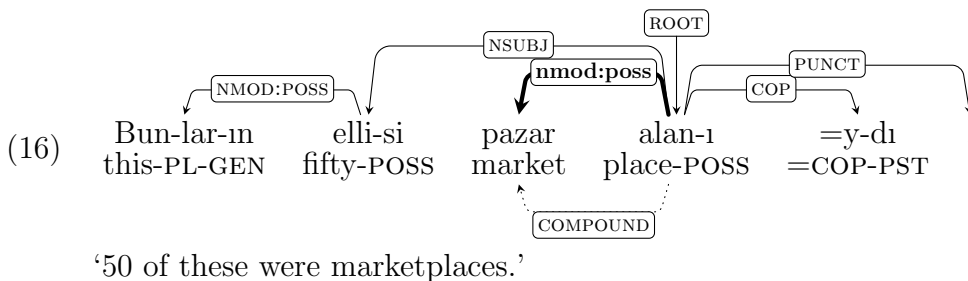 ROOT
NSUBJ
nmod:poss
PUNCT
NMOD:POSS
COP
(16) Bun-lar-ın elli-si pazar alan-ı =y-dı
this-PL-GEN fifty-POSS market place-POSS =COP-PST
COMPOUND
‘50 of these were marketplaces.’